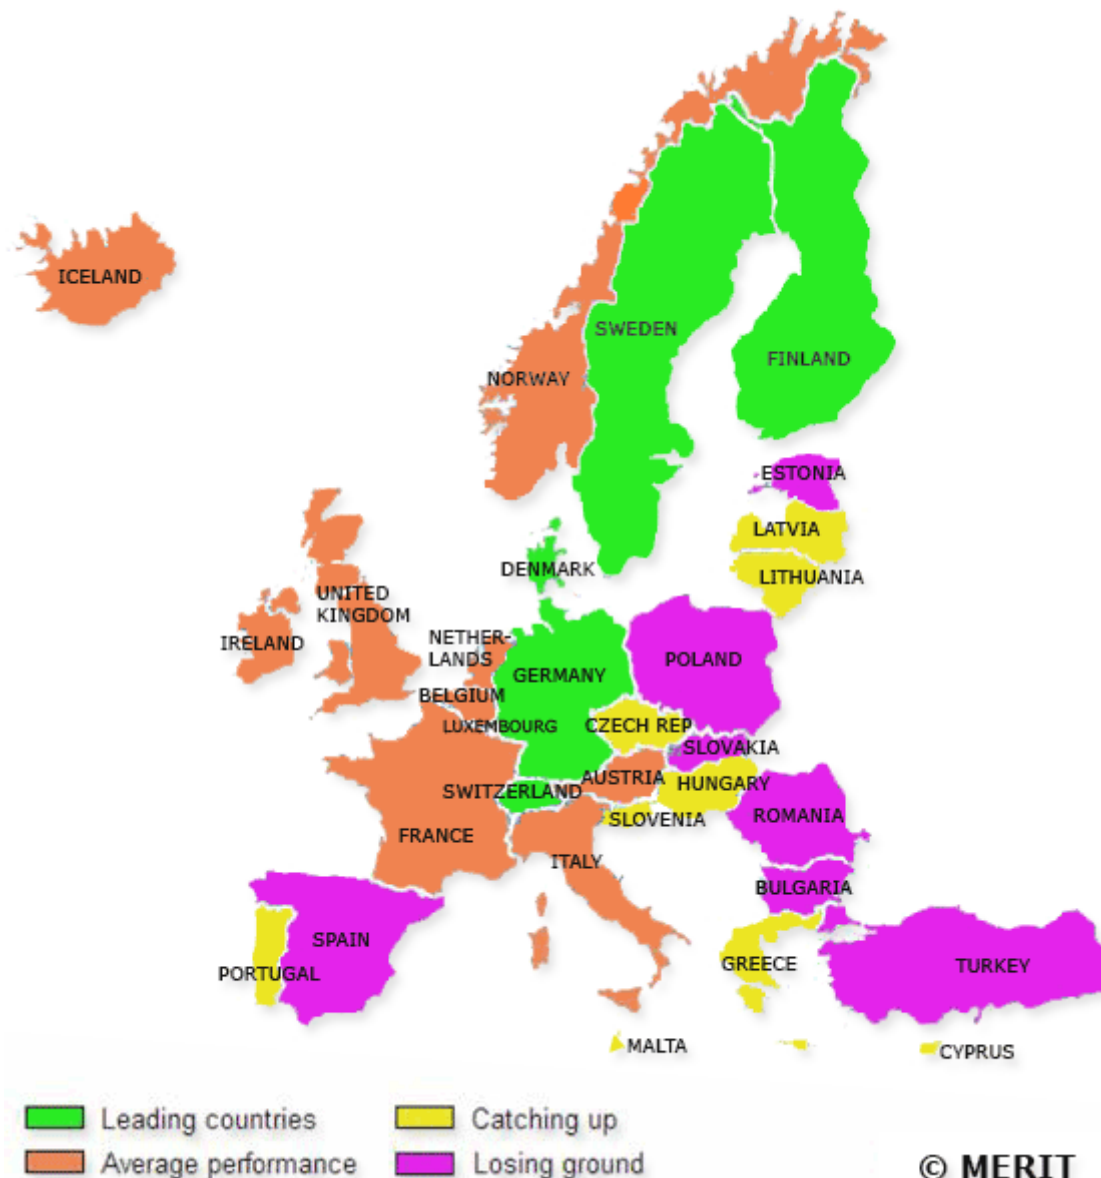 ICELAND
SWEDEN
FINLAND
NORWAY
ESTONIA
LATVIA
DENMARK
LITHUANIA
UNITED
KINGDOM
IRELAND
NETHER-
LANDS
POLAND
GERMANY
BELGIUM
LUXEMBOURG
CZECH REP
SLOVAKIA
AUSTRIA
HUNGARY
SWITZERLAND
SLOVENIA
ROMANIA
FRANCE
ITALY
BULGARIA
SPAIN
PORTUGAL
GREECE
TURKEY
MALTA
CYPRUS
Leading countries
Catching up
Average performance
Losing ground
© MERIT